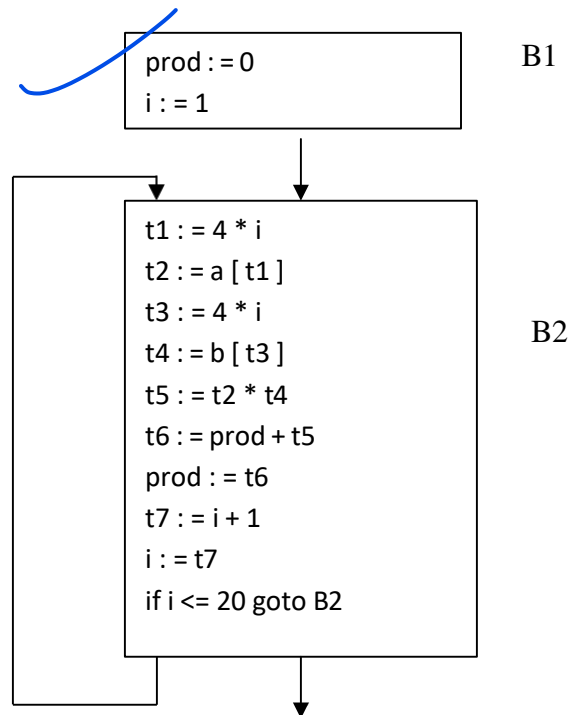 prod : = 0
B1
i : = 1
t1 : = 4 * i
t2 : = a [ t1 ]
t3 : = 4 * i
B2
t4 : = b [ t3 ]
t5 : = t2 * t4
t6 : = prod + t5
prod : = t6
t7 : = i + 1
i : = t7
if i <= 20 goto B2